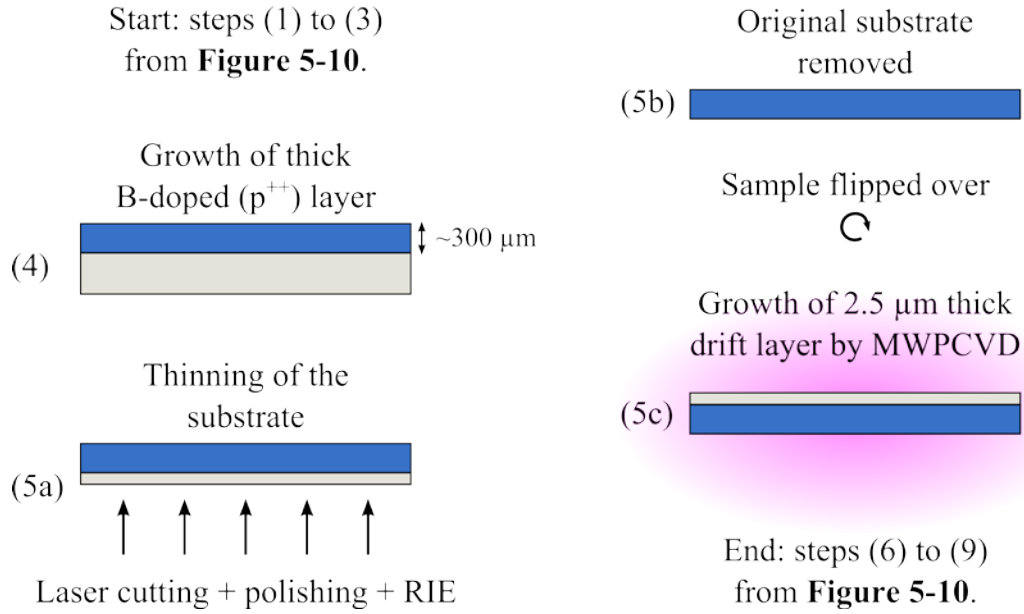 Start: steps (1) to (3)
from Figure 5-10.
Growth of thick
B-doped (p++) layer
(4)
~300 µm
Thinning of the
substrate
(5a)
Laser cutting + polishing + RIE
Original substrate
removed
(5b)
Sample flipped over
Growth of 2.5 µm thick
drift layer by MWPCVD
(5c)
End: steps (6) to (9)
from Figure 5-10.